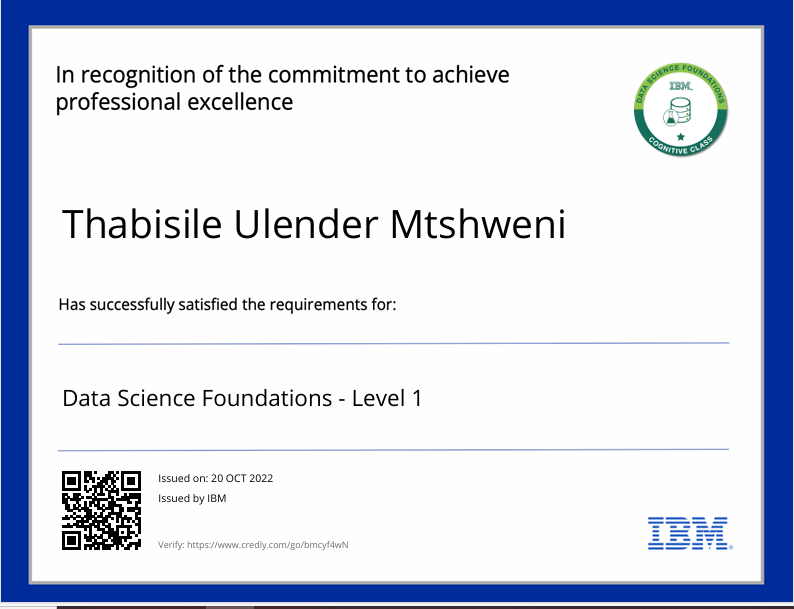 In recognition of the commitment to achieve
professional excellence
DATA SCIENCE FOUNDATIONS
IBM.
COGNITIVE CLASS
Thabisile Ulender Mtshweni
Has successfully satisfied the requirements for:
Data Science Foundations - Level 1
Issued on: 20 OCT 2022
Issued by IBM
Verify: https://www.credly.com/go/bmcyf4wN
IBM®